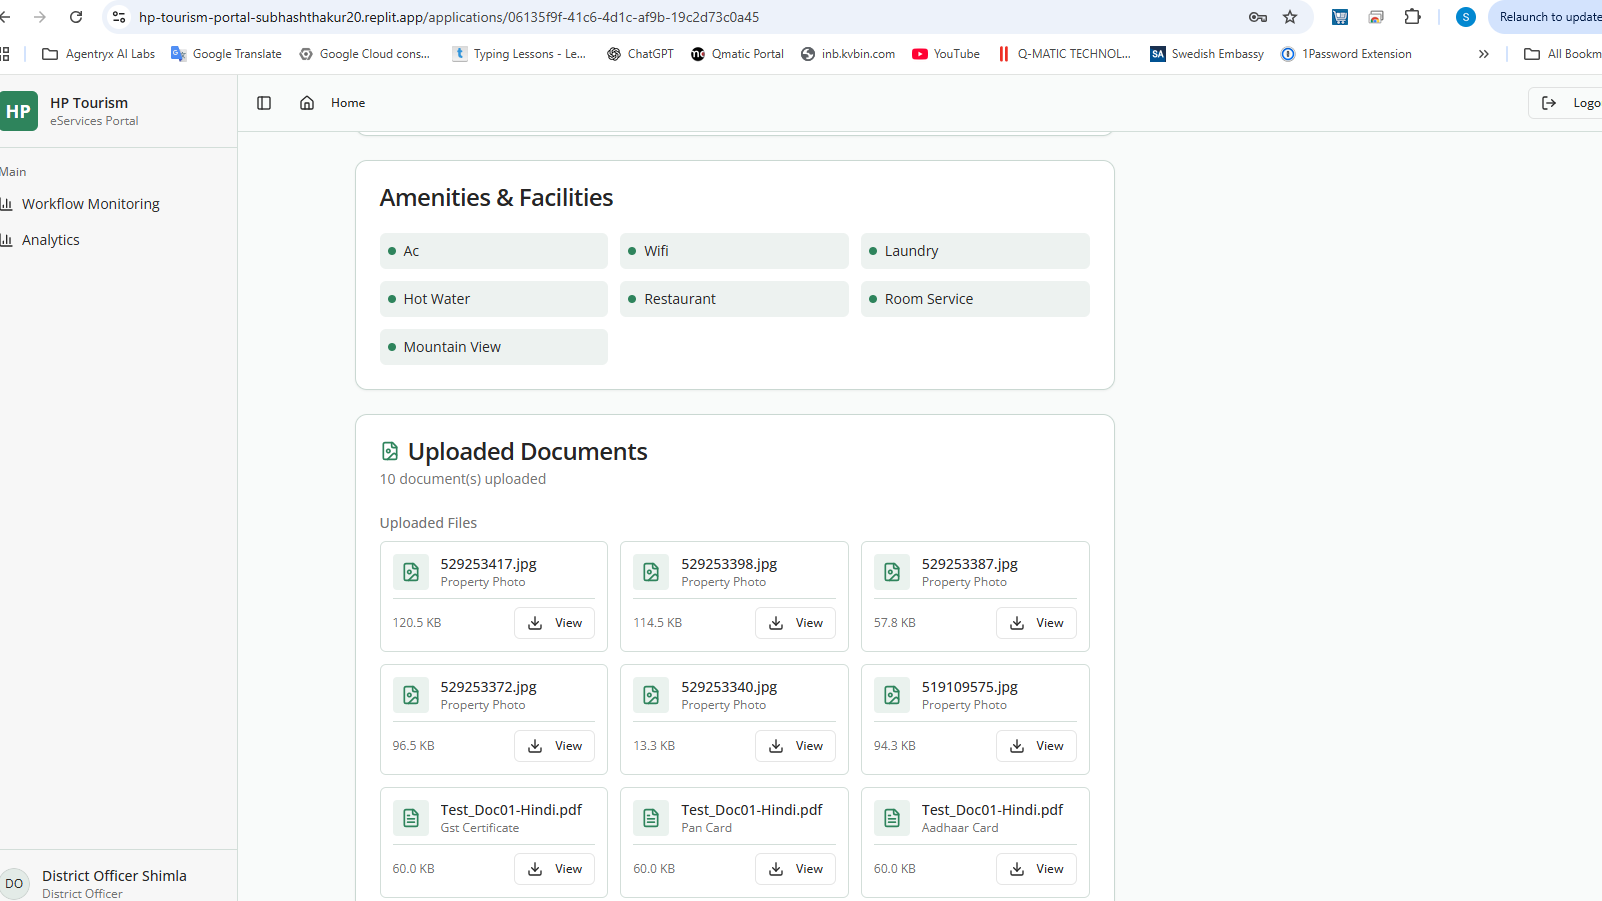 hp-tourism-portal-subhashthakur20.replit.app/applications/06135f9f-41c6-4d1c-af9b-19c2d73c0a45
S
Relaunch to update
Agentryx AI Labs
Google Translate
Google Cloud cons...
Typing Lessons - Le...
ChatGPT
Qmatic Portal
inb.kvbin.com
YouTube
Q-MATIC TECHNOL...
SA
Swedish Embassy
1Password Extension
All Bookm
HP
HP Tourism
eServices Portal
Home
Logo
Main
Workflow Monitoring
Analytics
Amenities & Facilities
Ac
Wifi
Laundry
Hot Water
Restaurant
Room Service
Mountain View
Uploaded Documents
10 document(s) uploaded
Uploaded Files
529253417.jpg
Property Photo
120.5 KB
View
529253398.jpg
Property Photo
114.5 KB
View
529253387.jpg
Property Photo
57.8 KB
View
529253372.jpg
Property Photo
96.5 KB
View
529253340.jpg
Property Photo
13.3 KB
View
519109575.jpg
Property Photo
94.3 KB
View
Test_Doc01-Hindi.pdf
Gst Certificate
60.0 KB
View
Test_Doc01-Hindi.pdf
Pan Card
60.0 KB
View
Test_Doc01-Hindi.pdf
Aadhaar Card
60.0 KB
View
DO
District Officer Shimla
District Officer